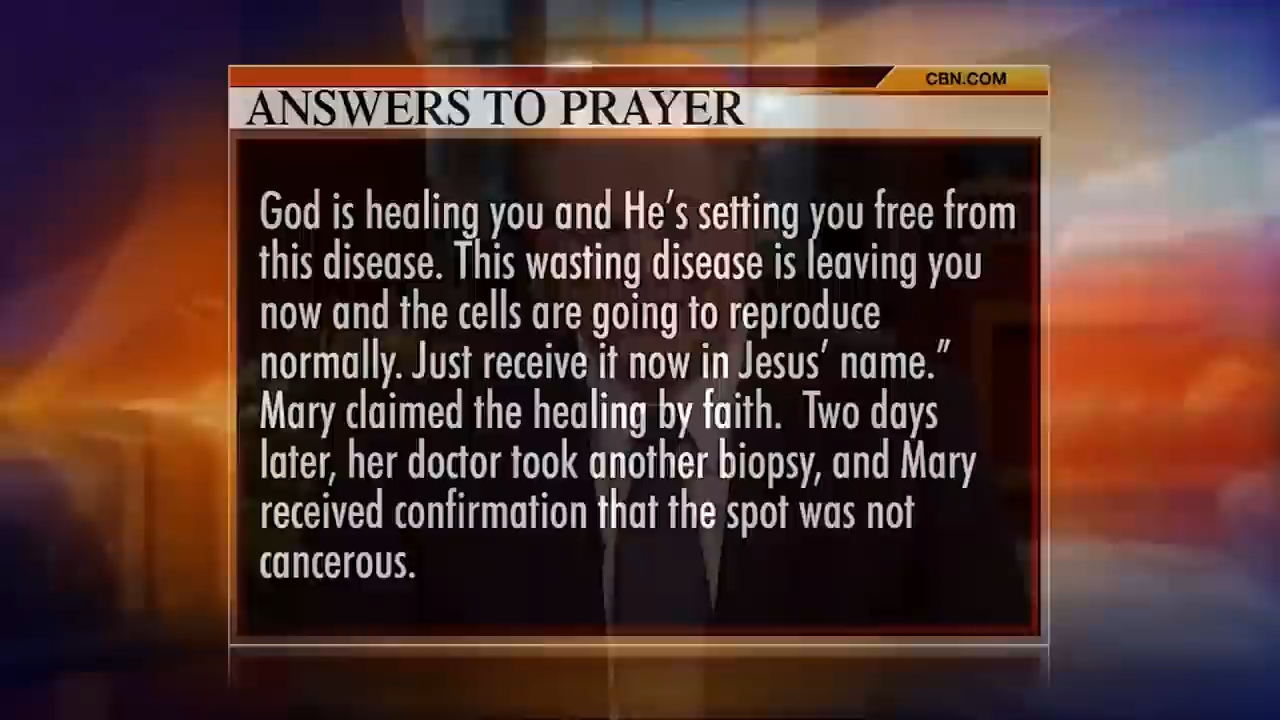 CBN.COM
ANSWERS TO PRAYER
God is healing you and He’s setting you free from
this disease. This wasting disease is leaving you
now and the cells are going to reproduce
normally. Just receive it now in Jesus’ name.”
Mary claimed the healing by faith.  Two days
later, her doctor took another biopsy, and Mary
received confirmation that the spot was not
cancerous.